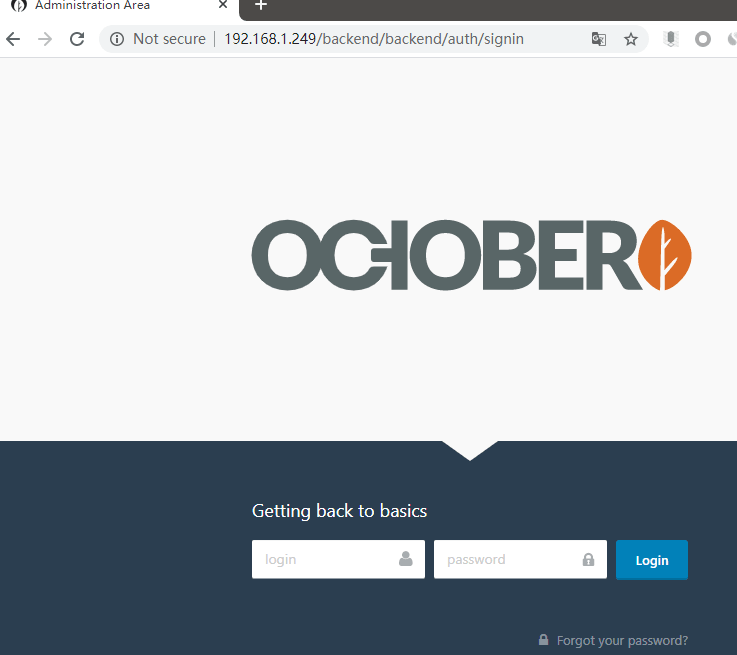 Administration Area
Not secure | 192.168.1.249/backend/backend/auth/signin
OCTOBER
Getting back to basics
login
password
Login
Forgot your password?